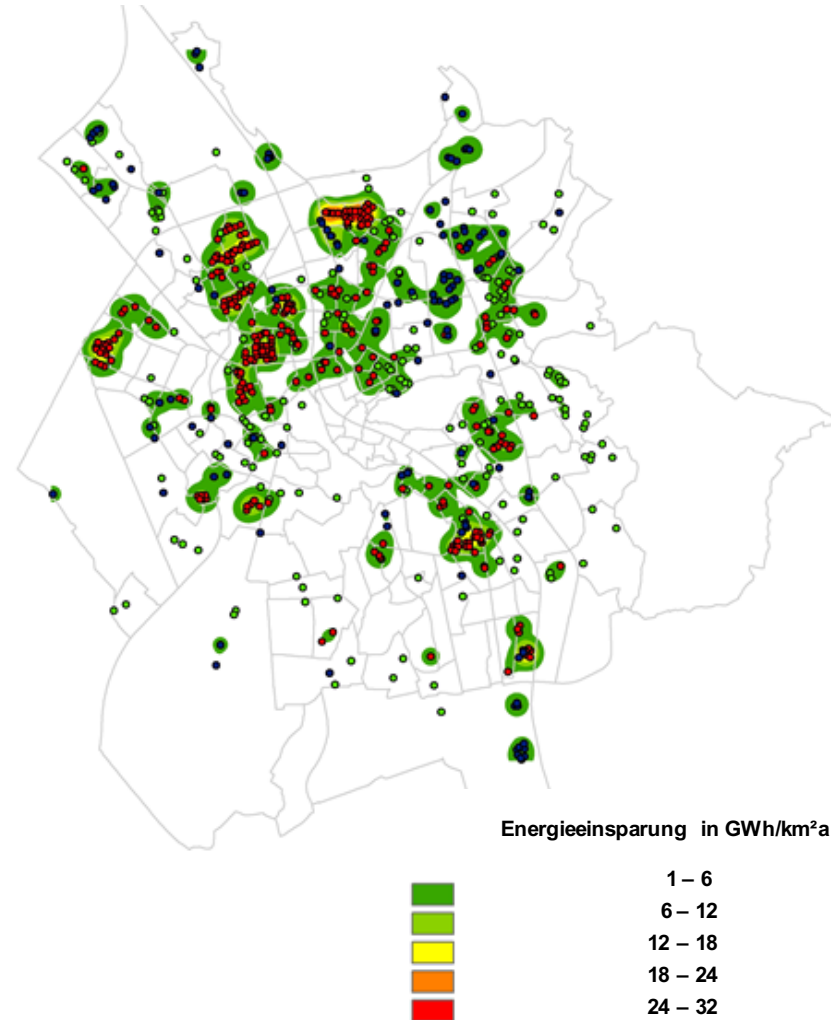 Energieeinsparung in GWh/km²a
1 – 6
6 – 12
12 – 18
18 – 24
24 – 32